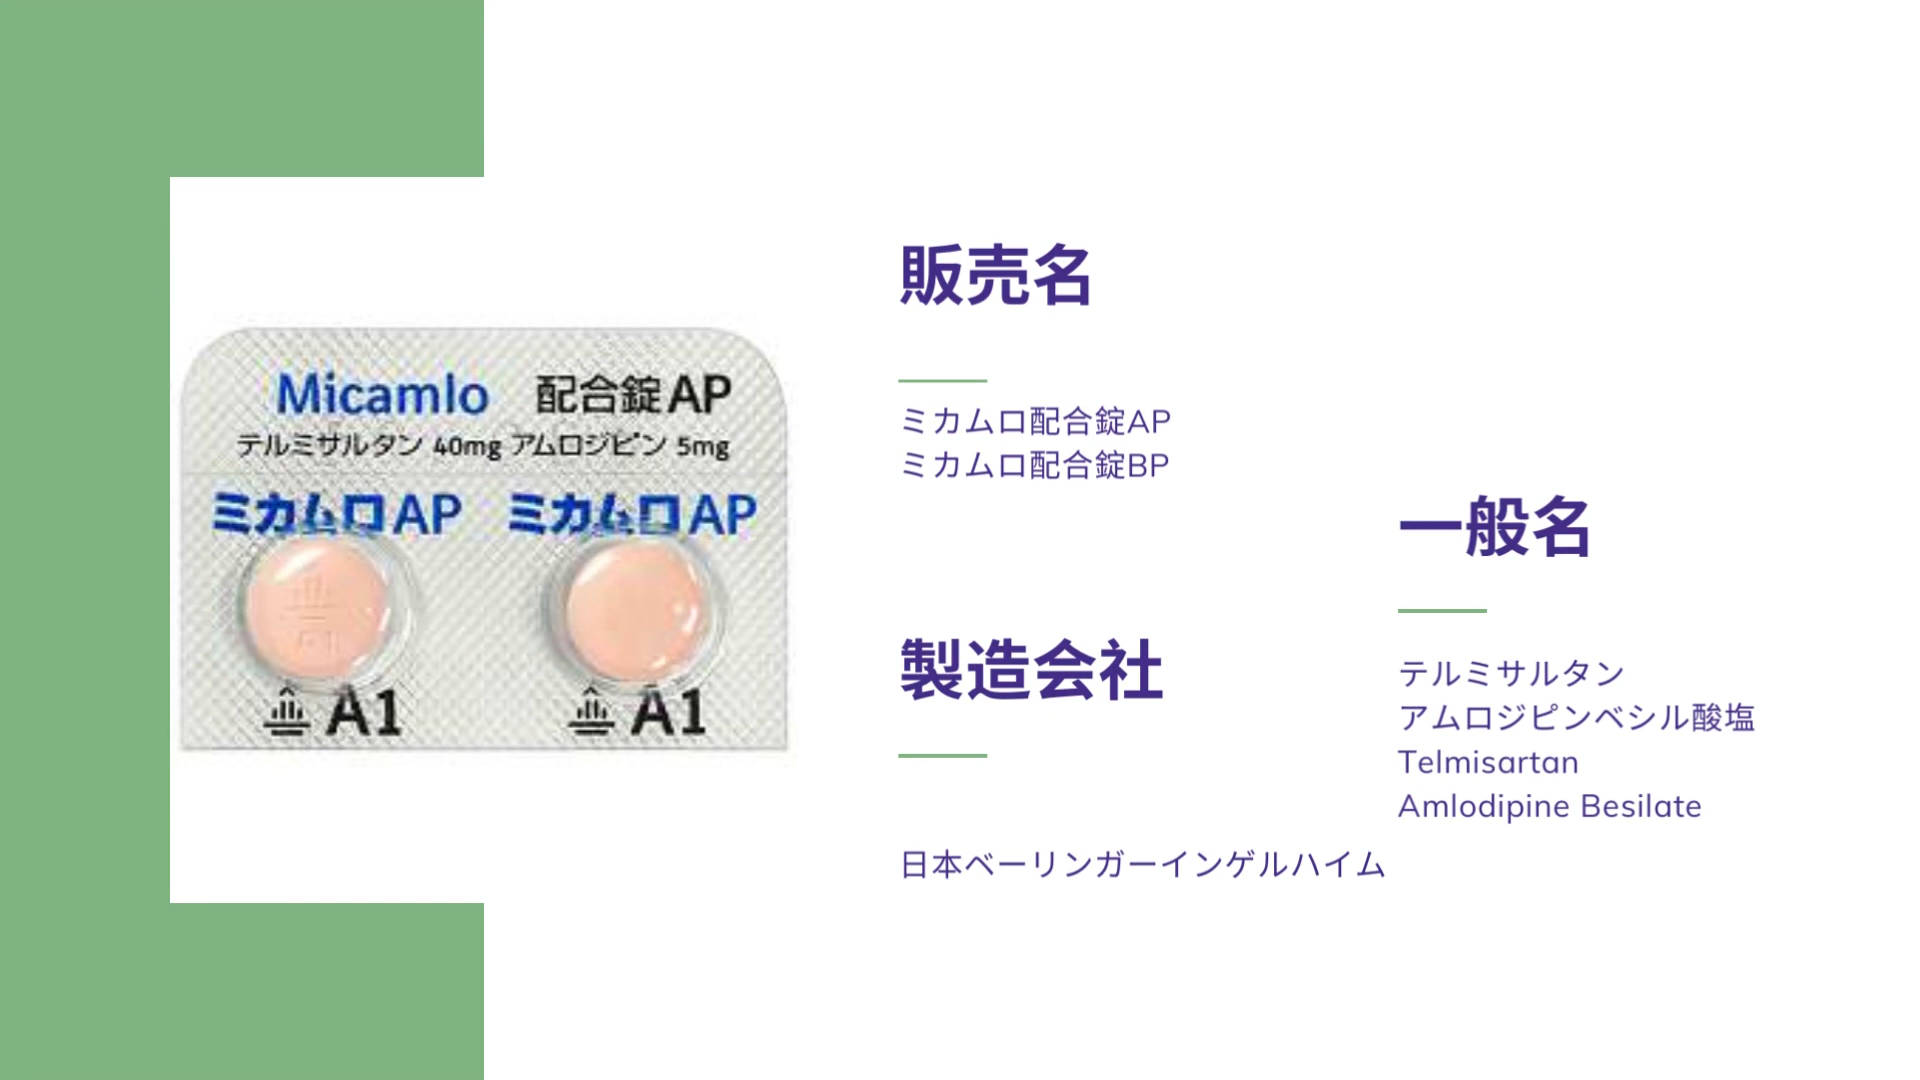 Micamlo 配合錠AP
テルミサルタン 40mg アムロジピン 5mg
ミカムロAP ミカムロAP
A1 A1
販売名
ミカムロ配合錠AP
ミカムロ配合錠BP
製造会社
日本ベーリンガーインゲルハイム
一般名
テルミサルタン
アムロジピンベシル酸塩
Telmisartan
Amlodipine Besilate